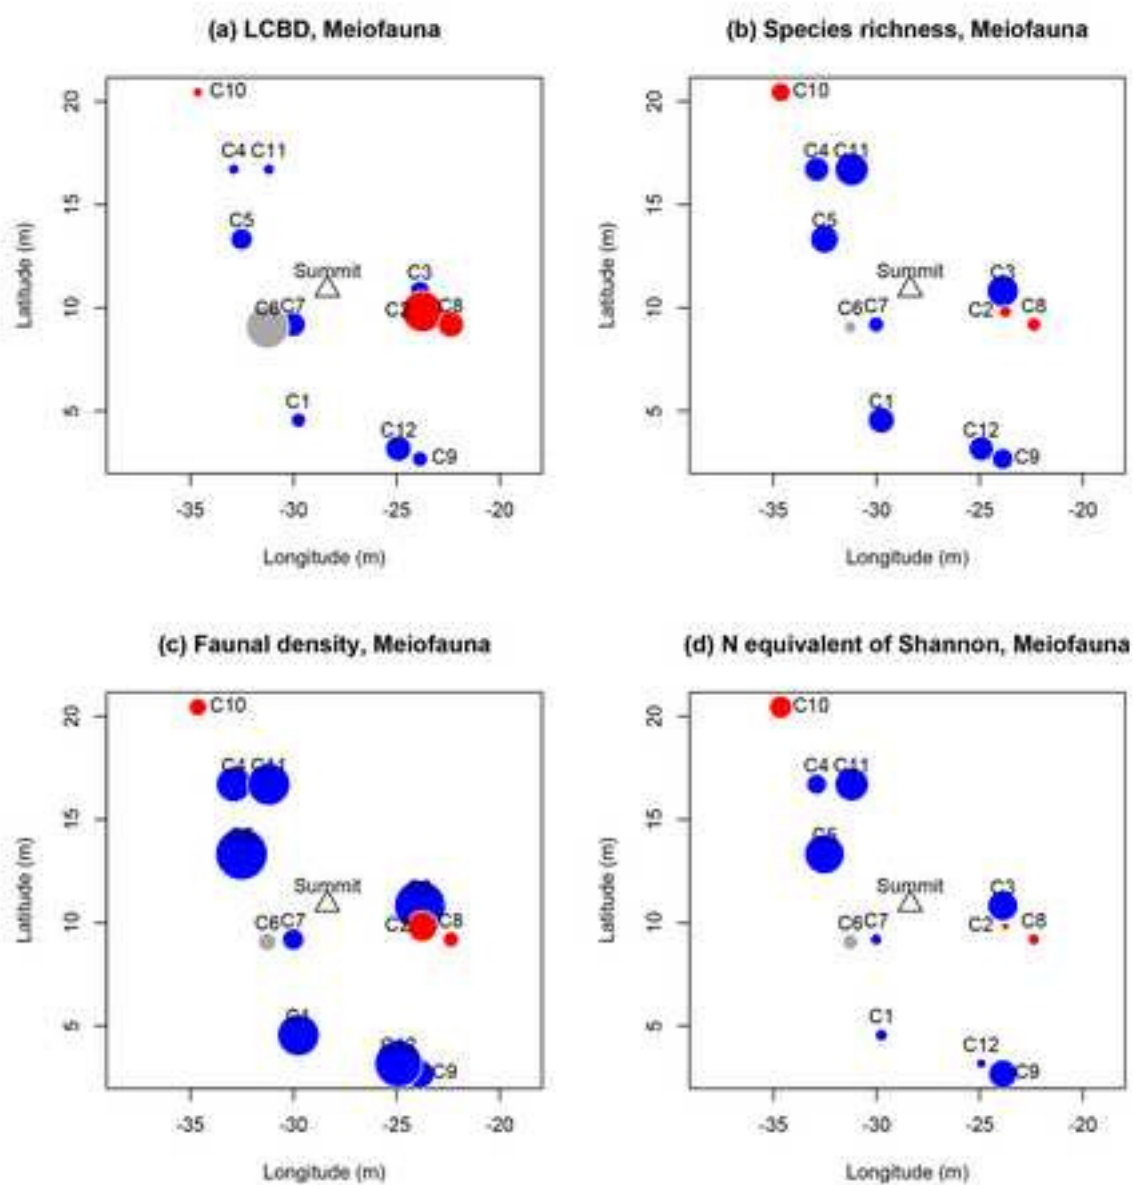 (a) LCBD, Meiofauna
(b) Species richness, Meiofauna
C10
C4 C11
C5
Summit
C3
C6 C7
C2 C8
C1
C12
C9
5 10 15 20
Latitude (m)
-35 -30 -25 -20
Longitude (m)
C10
C4 C11
C5
Summit
C3
C6 C7
C2 C8
C1
C12
C9
5 10 15 20
Latitude (m)
-35 -30 -25 -20
Longitude (m)
(c) Faunal density, Meiofauna
(d) N equivalent of Shannon, Meiofauna
C10
C4 C11
Summit
C6 C7
C2 C8
C12
C9
5 10 15 20
Latitude (m)
-35 -30 -25 -20
Longitude (m)
C10
C4 C11
C5
Summit
C3
C6 C7
C2 C8
C1
C12
C9
5 10 15 20
Latitude (m)
-35 -30 -25 -20
Longitude (m)